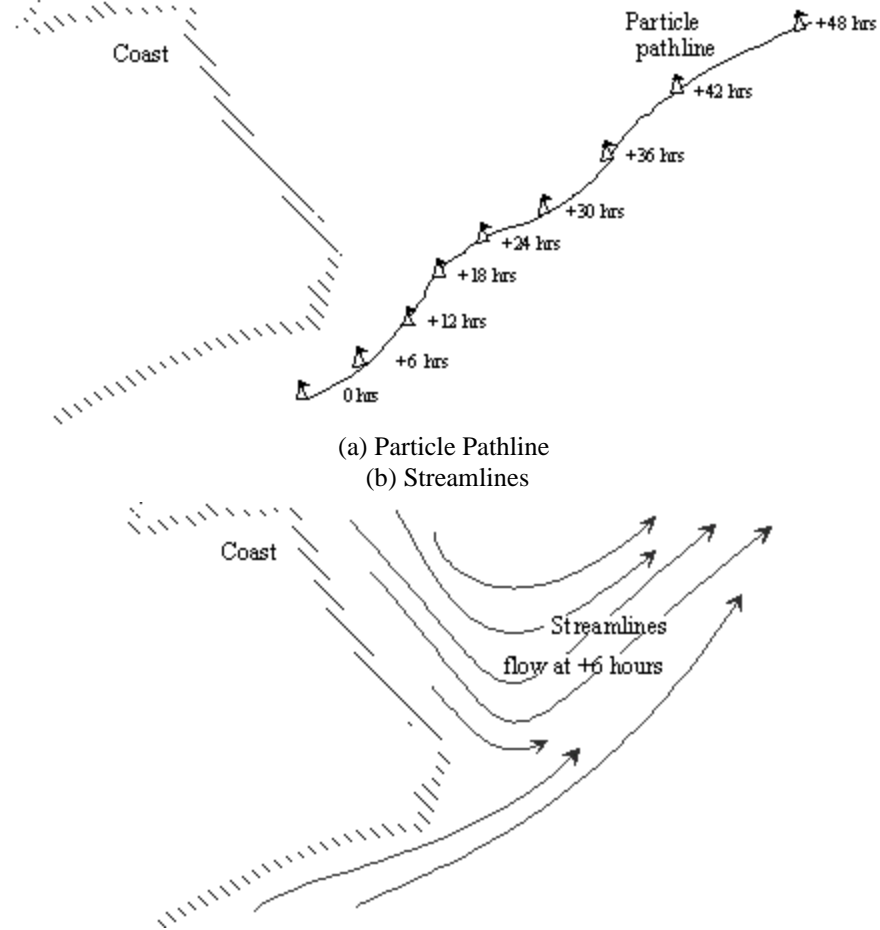 Particle
pathline
+48 hrs
Coast
+42 hrs
+36 hrs
+30 hrs
+24 hrs
+18 hrs
+12 hrs
+6 hrs
0 hrs
(a) Particle Pathline
(b) Streamlines
Coast
Streamlines
flow at +6 hours